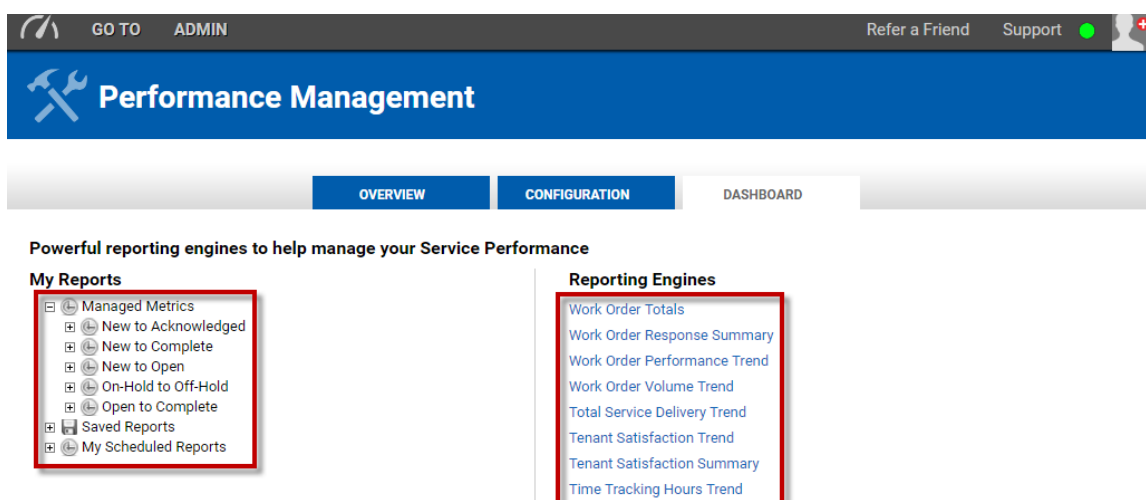 GO TO ADMIN Refer a Friend Support
Performance Management
OVERVIEW CONFIGURATION DASHBOARD
Powerful reporting engines to help manage your Service Performance
My Reports
Managed Metrics
New to Acknowledged
New to Complete
New to Open
On-Hold to Off-Hold
Open to Complete
Saved Reports
My Scheduled Reports
Reporting Engines
Work Order Totals
Work Order Response Summary
Work Order Performance Trend
Work Order Volume Trend
Total Service Delivery Trend
Tenant Satisfaction Trend
Tenant Satisfaction Summary
Time Tracking Hours Trend